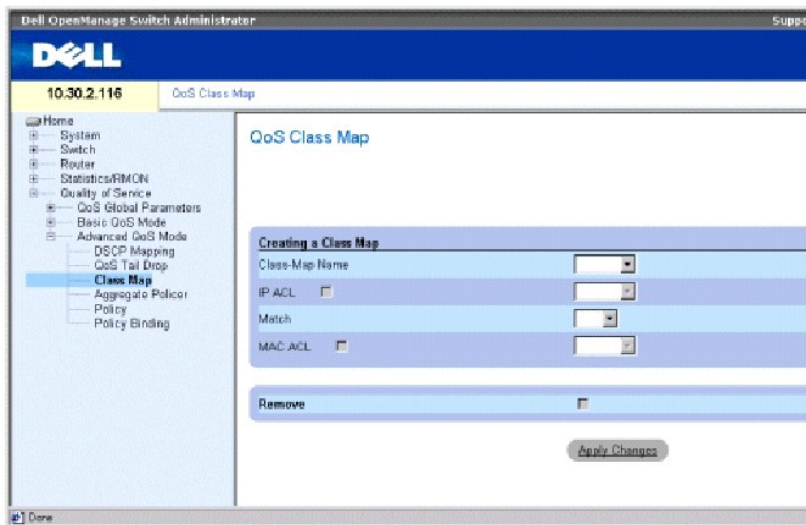 Dell OpenManage Switch Administrator
Suppo
DELL
10.30.2.116
QoS Class Map
Home
System
Switch
Router
Statistics/RMON
Quality of Service
QoS Global Parameters
Basic QoS Mode
Advanced QoS Mode
DSCP Mapping
QoS Tail Drop
Class Map
Aggregate Policer
Policy
Policy Binding
QoS Class Map
Creating a Class Map
Class-Map Name
IP ACL
Match
MAC ACL
Remove
Apply Changes
Done